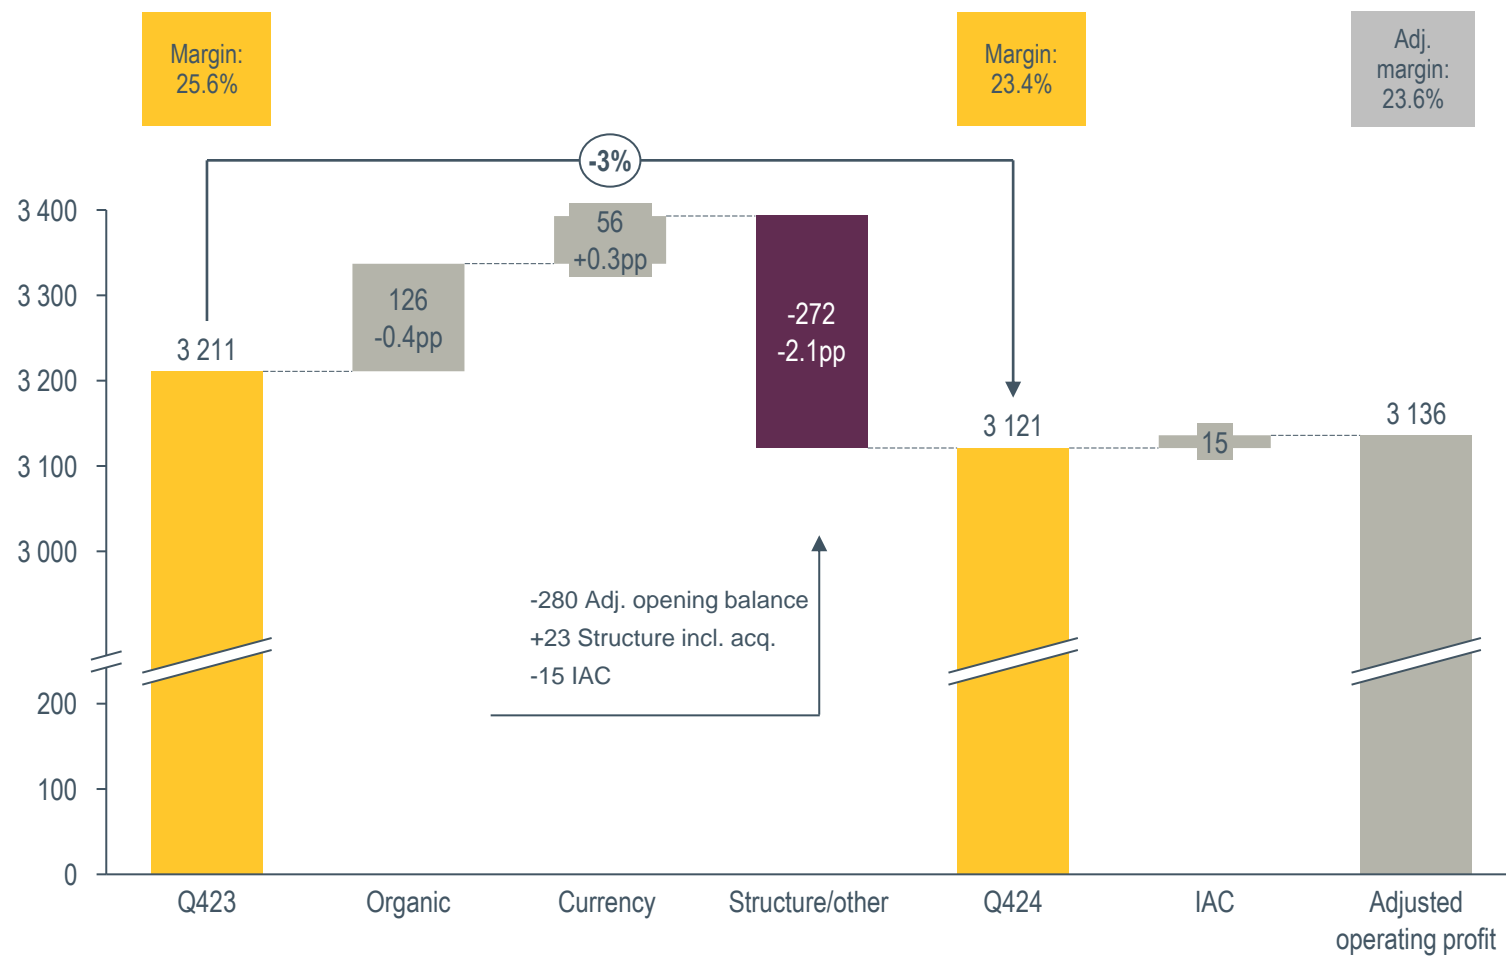 Margin:
25.6%
Margin:
23.4%
Adj.
margin:
23.6%
-3%
3 400
3 300
3 200
3 100
3 000
200
100
0
3 211
126
-0.4pp
56
+0.3pp
-272
-2.1pp
3 121
15
3 136
-280 Adj. opening balance
+23 Structure incl. acq.
-15 IAC
Q423
Organic
Currency
Structure/other
Q424
IAC
Adjusted
operating profit